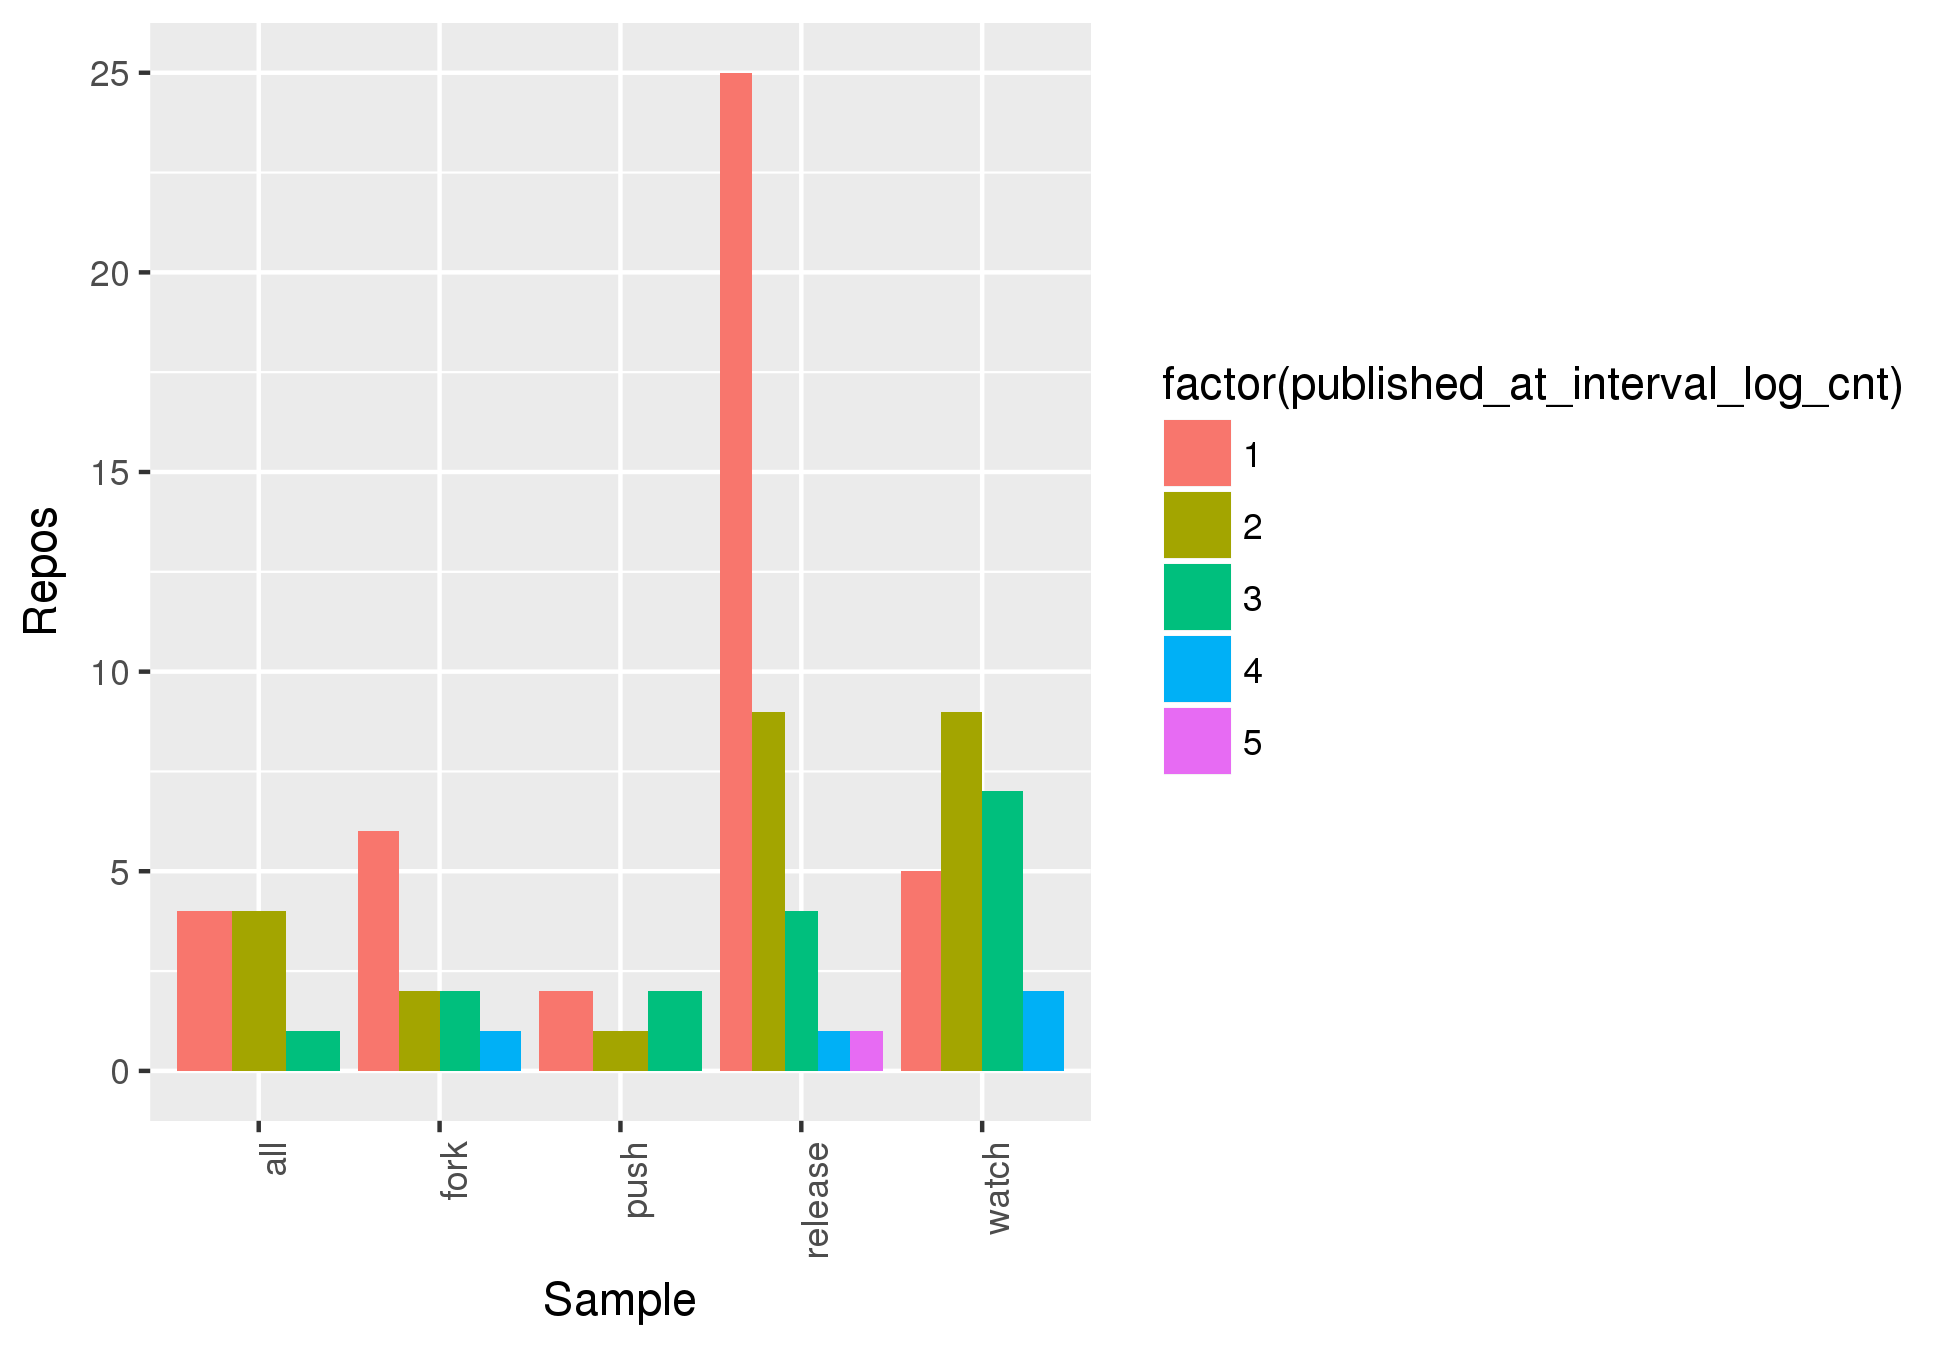 25
20
15
10
5
0
Repos
all
fork
push
release
watch
Sample
factor(published_at_interval_log_cnt)
1
2
3
4
5